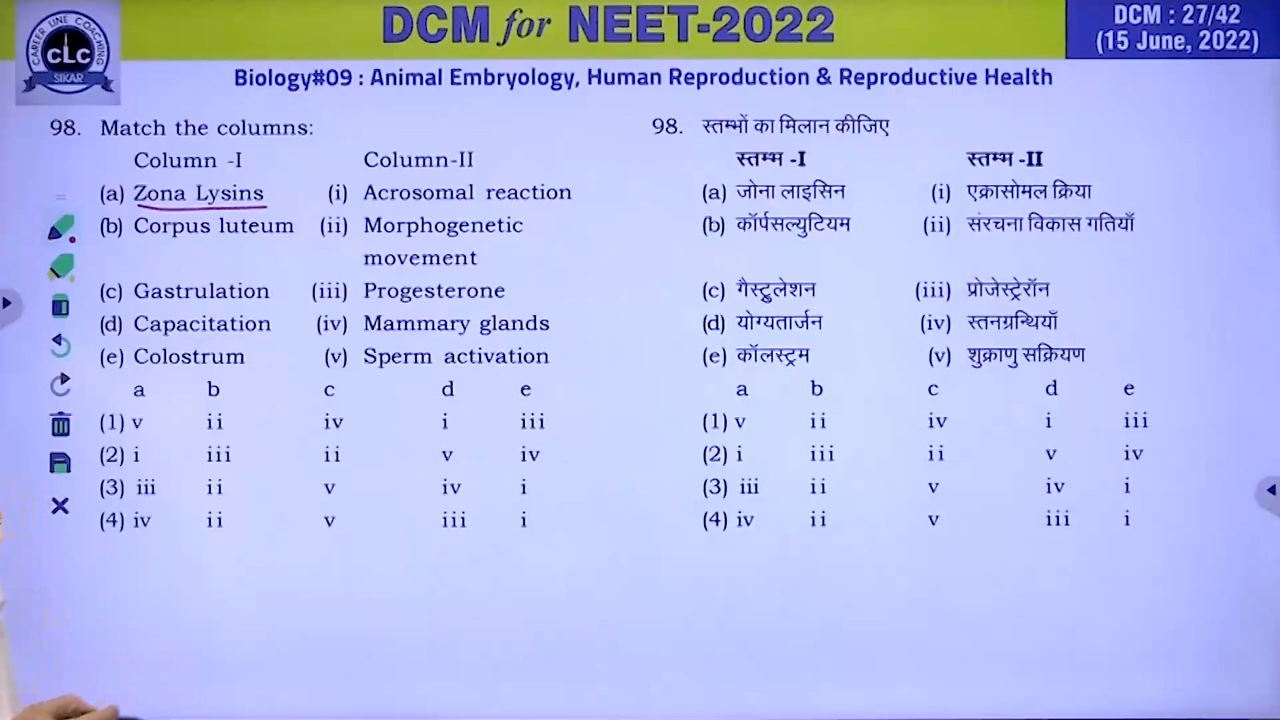 CAREER LINE COACHING
CLC
SIKAR
DCM for NEET-2022
DCM : 27/42
(15 June, 2022)
Biology#09 : Animal Embryology, Human Reproduction & Reproductive Health
98. Match the columns:
Column -I Column-II
(a) Zona Lysins (i) Acrosomal reaction
(b) Corpus luteum (ii) Morphogenetic
movement
(c) Gastrulation (iii) Progesterone
(d) Capacitation (iv) Mammary glands
(e) Colostrum (v) Sperm activation
a b c d e
(1) v ii iv i iii
(2) i iii ii v iv
(3) iii ii v iv i
(4) iv ii v iii i
98. स्तम्भों का मिलान कीजिए
स्तम्भ -I स्तम्भ -II
(a) जोना लाइसिन (i) एक्रासोमल क्रिया
(b) कॉर्पसल्युटियम (ii) संरचना विकास गतियाँ
(c) गैस्ट्रुलेशन (iii) प्रोजेस्ट्रेरॉन
(d) योग्यतार्जन (iv) स्तनग्रन्थियाँ
(e) कॉलस्ट्रम (v) शुक्राणु सक्रियण
a b c d e
(1) v ii iv i iii
(2) i iii ii v iv
(3) iii ii v iv i
(4) iv ii v iii i